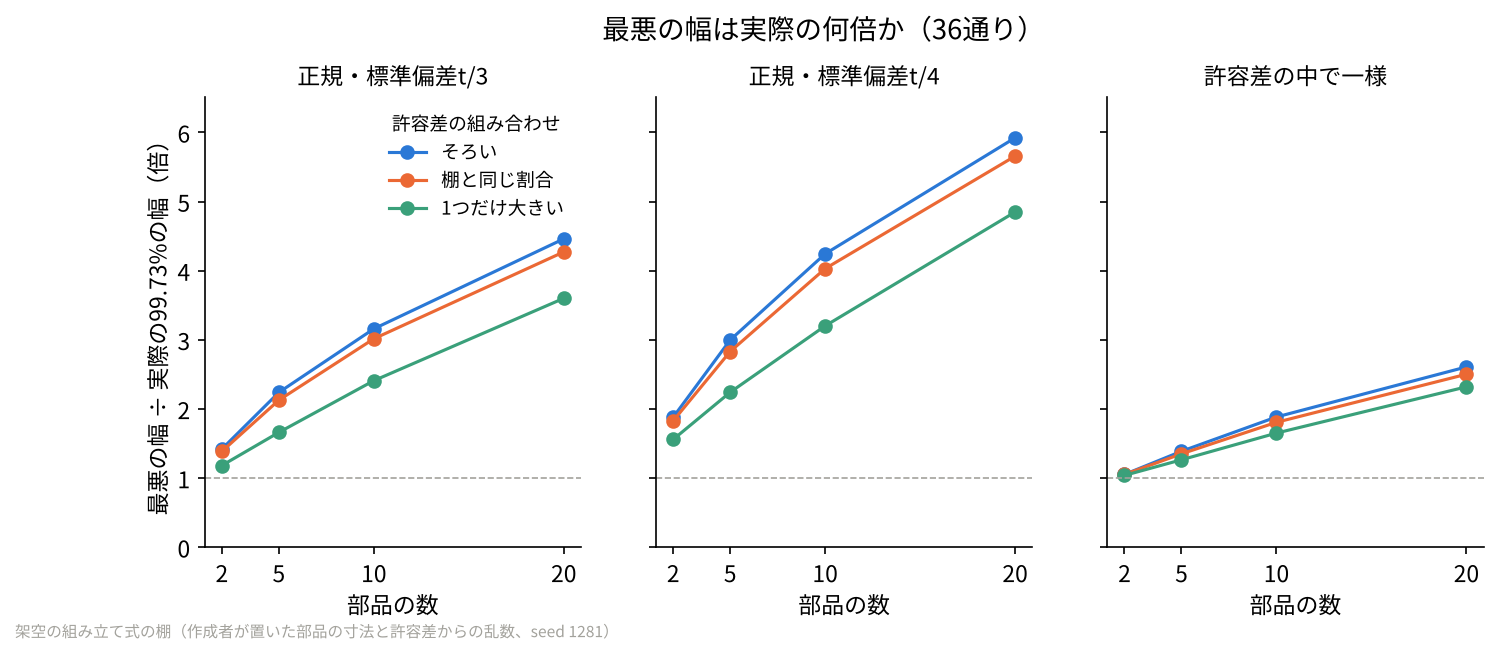 最悪の幅は実際の何倍か（36通り）
正規・標準偏差t/3
正規・標準偏差t/4
許容差の中で一様
最悪の幅 ÷ 実際の99.73%の幅（倍）
6
5
4
3
2
1
0
許容差の組み合わせ
そろい
棚と同じ割合
1つだけ大きい
2 5 10 20
2 5 10 20
2 5 10 20
部品の数
部品の数
部品の数
架空の組み立て式の棚（作成者が置いた部品の寸法と許容差からの乱数、seed 1281）